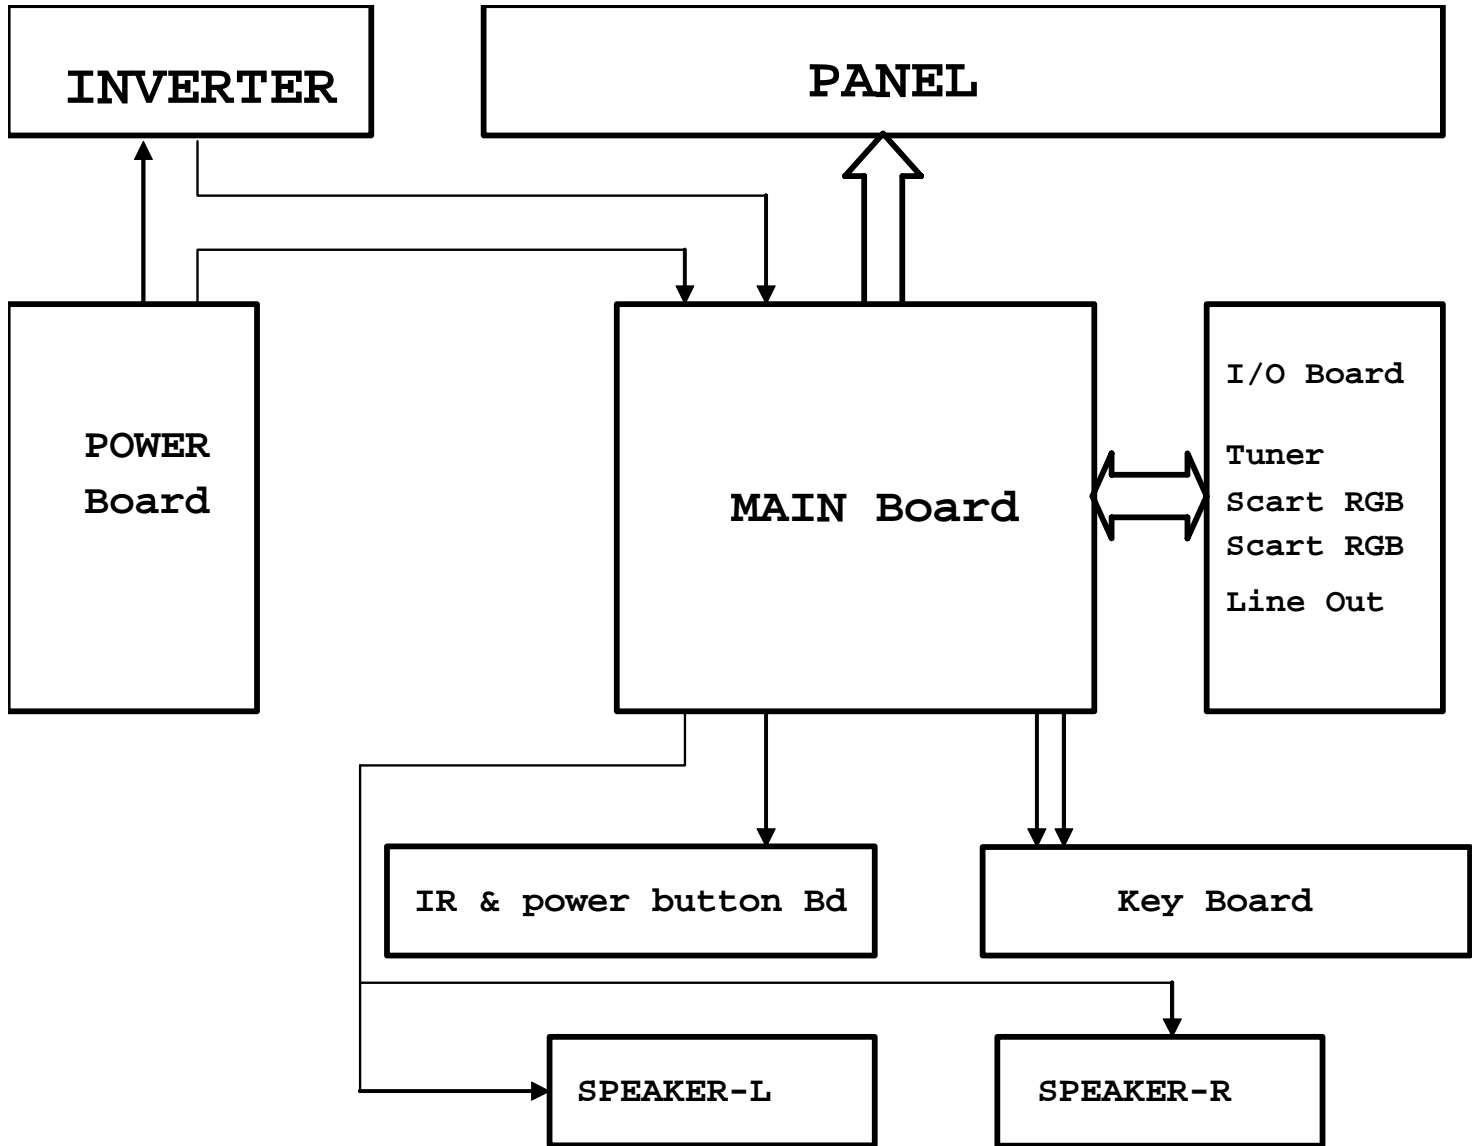 INVERTER
PANEL
POWER
Board
MAIN Board
I/O Board
Tuner
Scart RGB
Scart RGB
Line Out
IR & power button Bd
Key Board
SPEAKER-L
SPEAKER-R